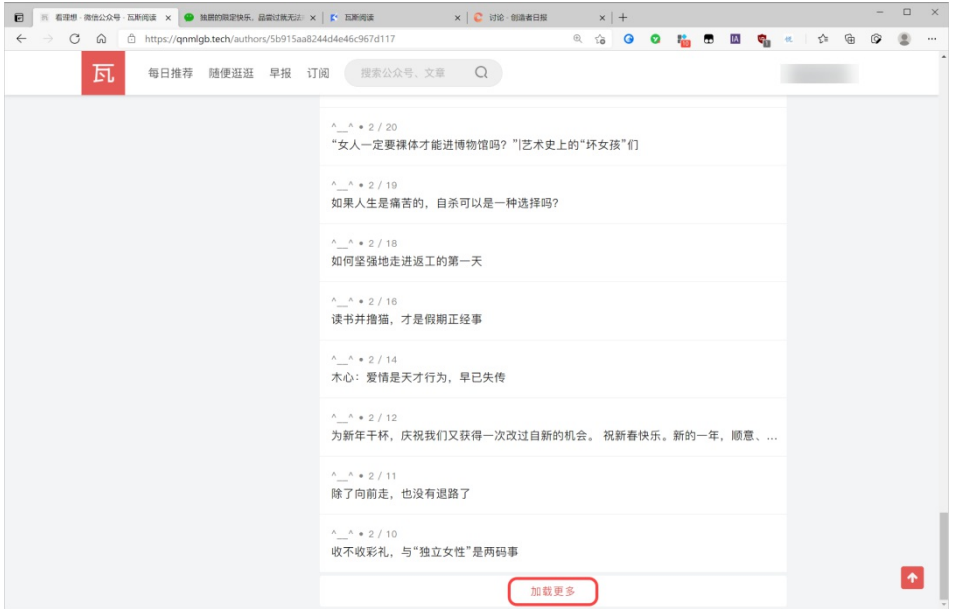 看理想 - 微信公众号 - 瓦斯阅读
独居的限定快乐，品尝过就无法
瓦斯阅读
讨论 - 创造者日报
https://qnmlgb.tech/authors/5b915aa8244d4e46c967d117
瓦
每日推荐 随便逛逛 早报 订阅
搜索公众号、文章
^__^ • 2 / 20
“女人一定要裸体才能进博物馆吗？”|艺术史上的“坏女孩”们
^__^ • 2 / 19
如果人生是痛苦的，自杀可以是一种选择吗？
^__^ • 2 / 18
如何坚强地走进返工的第一天
^__^ • 2 / 16
读书并撸猫，才是假期正经事
^__^ • 2 / 14
木心：爱情是天才行为，早已失传
^__^ • 2 / 12
为新年干杯，庆祝我们又获得一次改过自新的机会。 祝新春快乐。新的一年，顺意、...
^__^ • 2 / 11
除了向前走，也没有退路了
^__^ • 2 / 10
收不收彩礼，与“独立女性”是两码事
加载更多